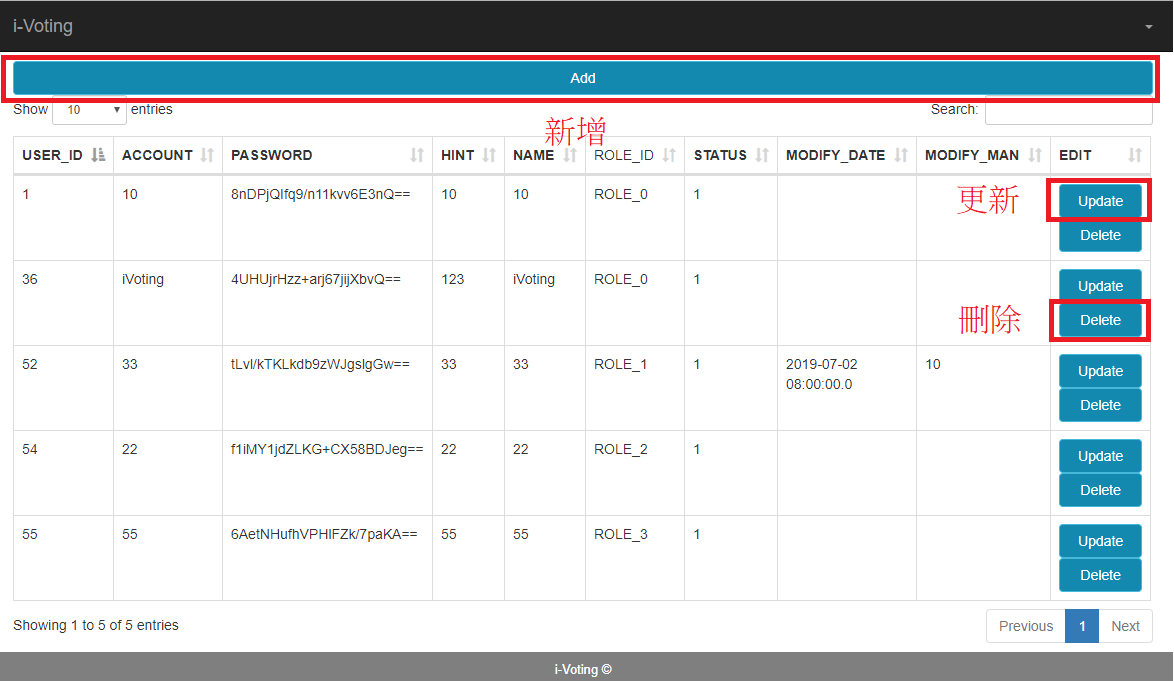 i-Voting
Add
Show 10 entries Search:
新增
USER_ID ACCOUNT PASSWORD HINT NAME ROLE_ID STATUS MODIFY_DATE MODIFY_MAN EDIT
1 10 8nDPjQIfq9/n11kvv6E3nQ== 10 10 ROLE_0 1 更新 Update
Delete
36 iVoting 4UHUjrHzz+arj67jijXbvQ== 123 iVoting ROLE_0 1 Update
刪除 Delete
52 33 tLvl/kTKLkdb9zWJgslgGw== 33 33 ROLE_1 1 2019-07-02 10 Update
08:00:00.0 Delete
54 22 f1iMY1jdZLKG+CX58BDJeg== 22 22 ROLE_2 1 Update
Delete
55 55 6AetNHufhVPHIFZk/7paKA== 55 55 ROLE_3 1 Update
Delete
Showing 1 to 5 of 5 entries Previous 1 Next
i-Voting ©